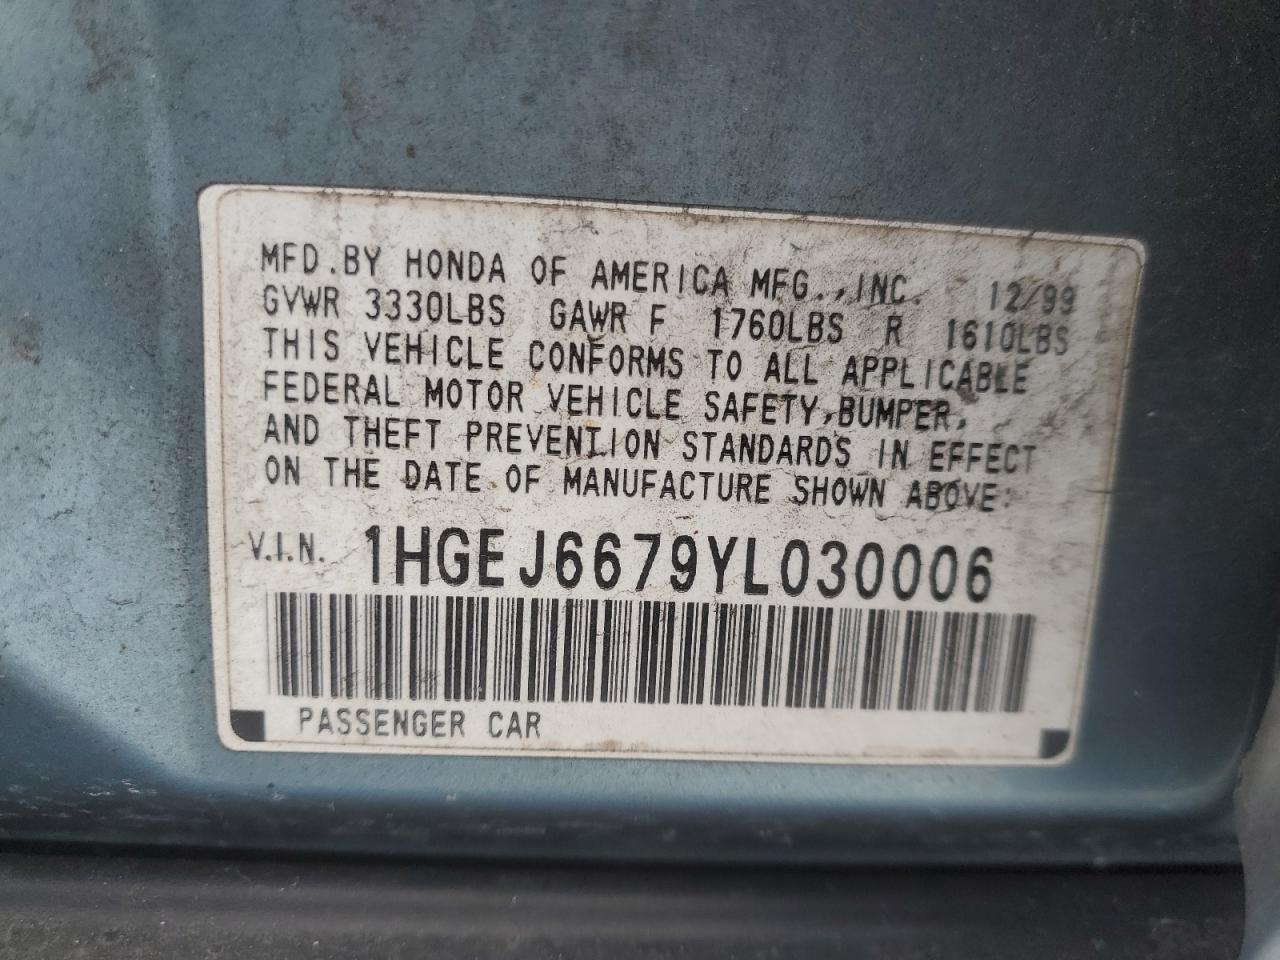 MFD.BY HONDA OF AMERICA MFG.,INC. 12/99
GVWR 3330LBS GAWR F 1760LBS R 1610LBS
THIS VEHICLE CONFORMS TO ALL APPLICABLE
FEDERAL MOTOR VEHICLE SAFETY,BUMPER,
AND THEFT PREVENTION STANDARDS IN EFFECT
ON THE DATE OF MANUFACTURE SHOWN ABOVE:
V.I.N. 1HGEJ6679YL030006
PASSENGER CAR